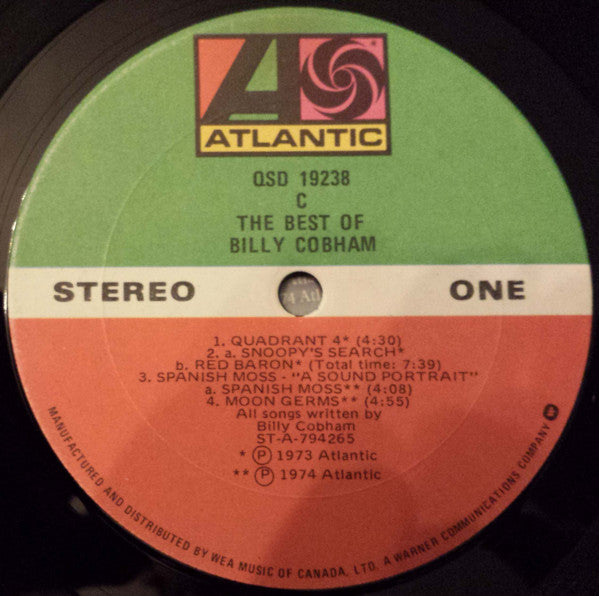 ATLANTIC
QSD 19238
C
THE BEST OF
BILLY COBHAM
STEREO
ONE
74 Atl
1. QUADRANT 4* (4:30)
2. a. SNOOPY'S SEARCH*
b. RED BARON* (Total time: 7:39)
3. SPANISH MOSS - "A SOUND PORTRAIT"
a. SPANISH MOSS** (4:08)
4. MOON GERMS** (4:55)
All songs written by
Billy Cobham
ST-A-794265
* Ⓟ 1973 Atlantic
** Ⓟ 1974 Atlantic
MANUFACTURED AND DISTRIBUTED BY WEA MUSIC OF CANADA, LTD. A WARNER COMMUNICATIONS COMPANY